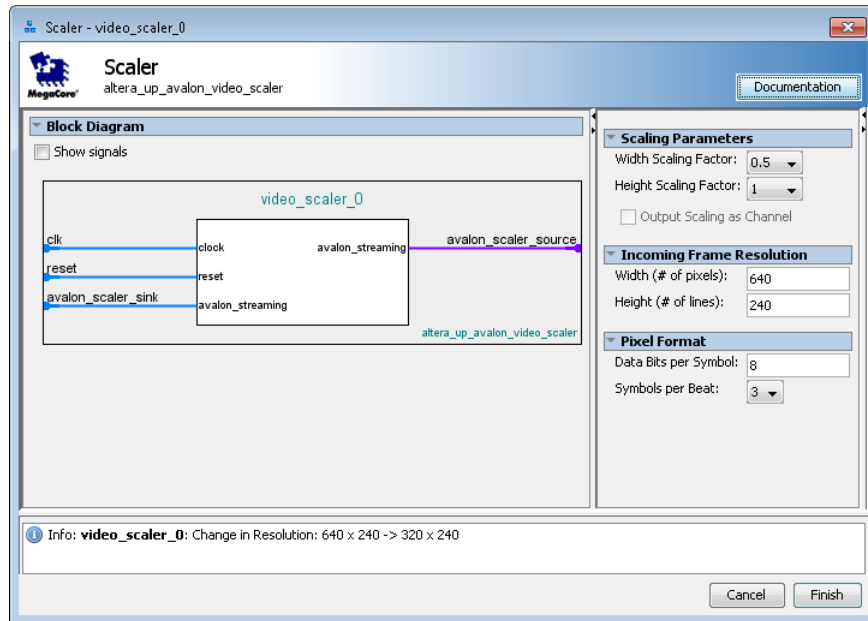 Scaler - video_scaler_0
Scaler
altera_up_avalon_video_scaler
MegaCore®
Documentation
Block Diagram
Show signals
video_scaler_0
clk
reset
avalon_scaler_sink
clock
reset
avalon_streaming
avalon_streaming
avalon_scaler_source
altera_up_avalon_video_scaler
Scaling Parameters
Width Scaling Factor: 0.5
Height Scaling Factor: 1
Output Scaling as Channel
Incoming Frame Resolution
Width (# of pixels): 640
Height (# of lines): 240
Pixel Format
Data Bits per Symbol: 8
Symbols per Beat: 3
Info: video_scaler_0: Change in Resolution: 640 x 240 -> 320 x 240
Cancel
Finish